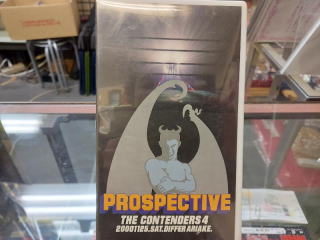 PROSPECTIVE
THE CONTENDERS 4
20001125.SAT.DIFFER ARIAKE.